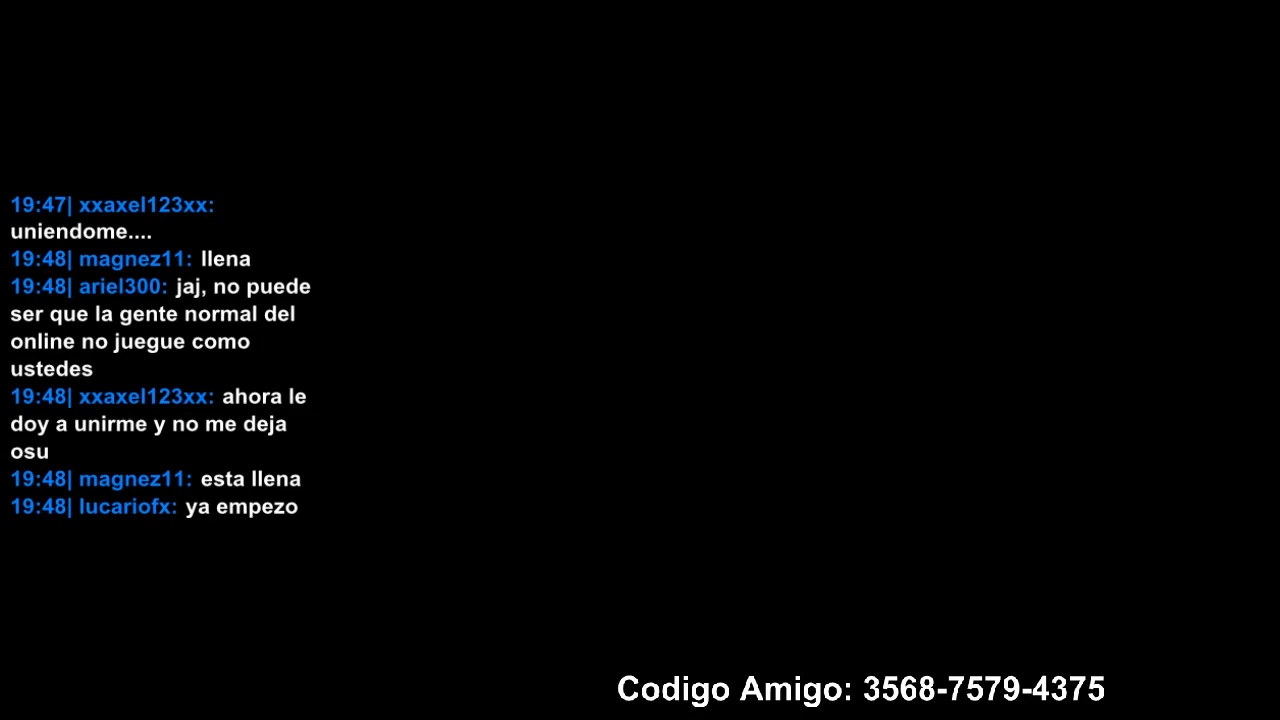 19:47| xxaxel123xx:
uniendome....
19:48| magnez11: llena
19:48| ariel300: jaj, no puede
ser que la gente normal del
online no juegue como
ustedes
19:48| xxaxel123xx: ahora le
doy a unirme y no me deja
osu
19:48| magnez11: esta llena
19:48| lucariofx: ya empezo
Codigo Amigo: 3568-7579-4375